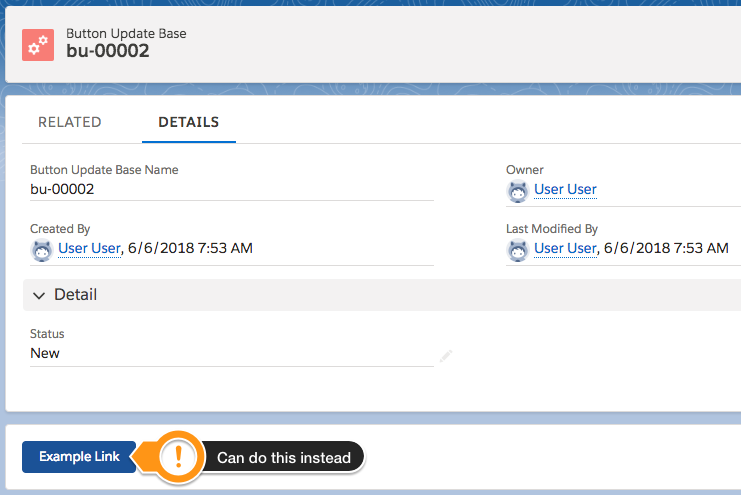 Button Update Base
bu-00002
RELATED DETAILS
Button Update Base Name
bu-00002
Owner
User User
Created By
User User, 6/6/2018 7:53 AM
Last Modified By
User User, 6/6/2018 7:53 AM
Detail
Status
New
Example Link
!
Can do this instead